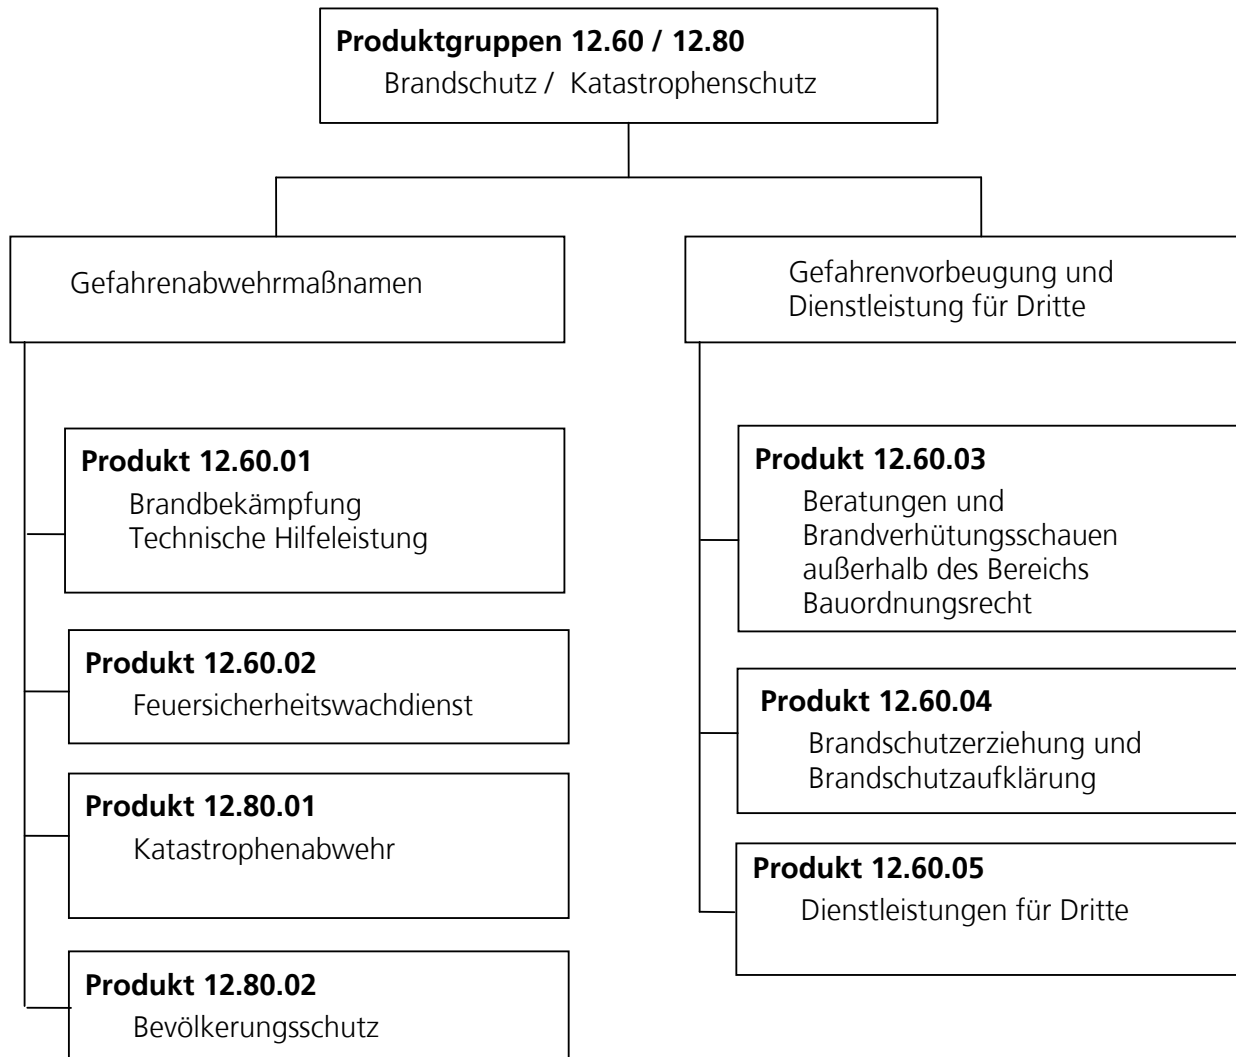 Produktgruppen 12.60 / 12.80
Brandschutz / Katastrophenschutz
Gefahrenabwehrmaßnamen
Produkt 12.60.01
Brandbekämpfung
Technische Hilfeleistung
Produkt 12.60.02
Feuersicherheitswachdienst
Produkt 12.80.01
Katastrophenabwehr
Produkt 12.80.02
Bevölkerungsschutz
Gefahrenvorbeugung und
Dienstleistung für Dritte
Produkt 12.60.03
Beratungen und
Brandverhütungsschauen
außerhalb des Bereichs
Bauordnungsrecht
Produkt 12.60.04
Brandschutzerziehung und
Brandschutzaufklärung
Produkt 12.60.05
Dienstleistungen für Dritte